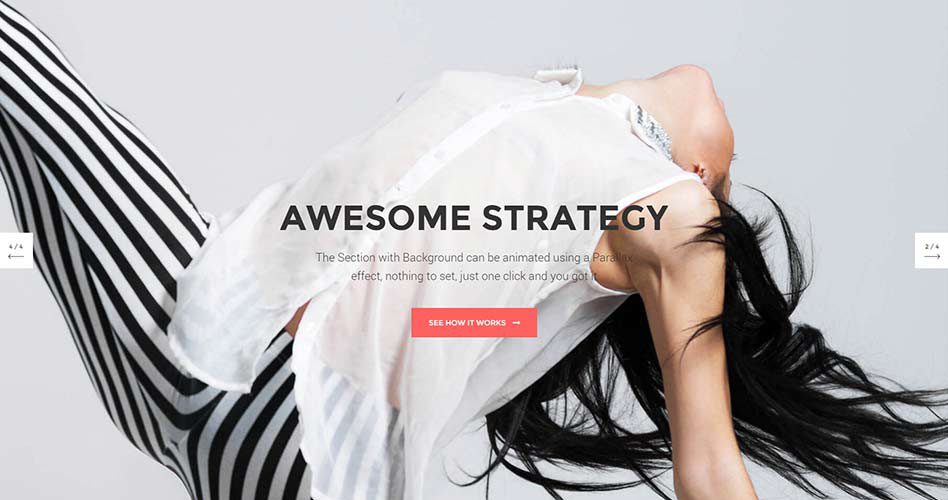 AWESOME STRATEGY
4 / 4
2 / 4
The Section with Background can be animated using a Parallax
effect, nothing to set, just one click and you got it.
SEE HOW IT WORKS